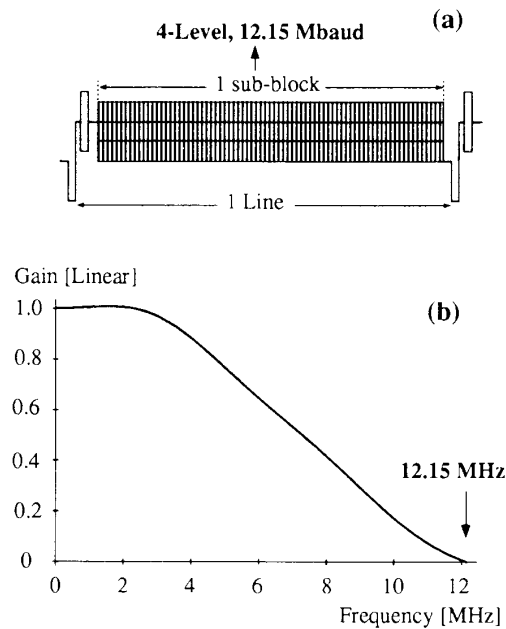 (a)
4-Level, 12.15 Mbaud
1 sub-block
1 Line
Gain [Linear]
(b)
1.0
0.8
0.6
0.4
0.2
0
12.15 MHz
0 2 4 6 8 10 12
Frequency [MHz]